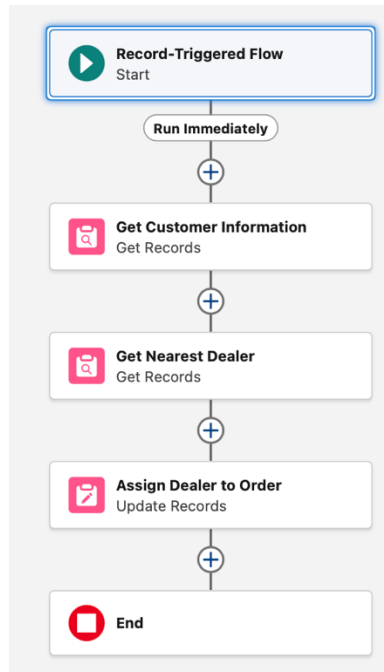 Record-Triggered Flow
Start
Run Immediately
Get Customer Information
Get Records
Get Nearest Dealer
Get Records
Assign Dealer to Order
Update Records
End